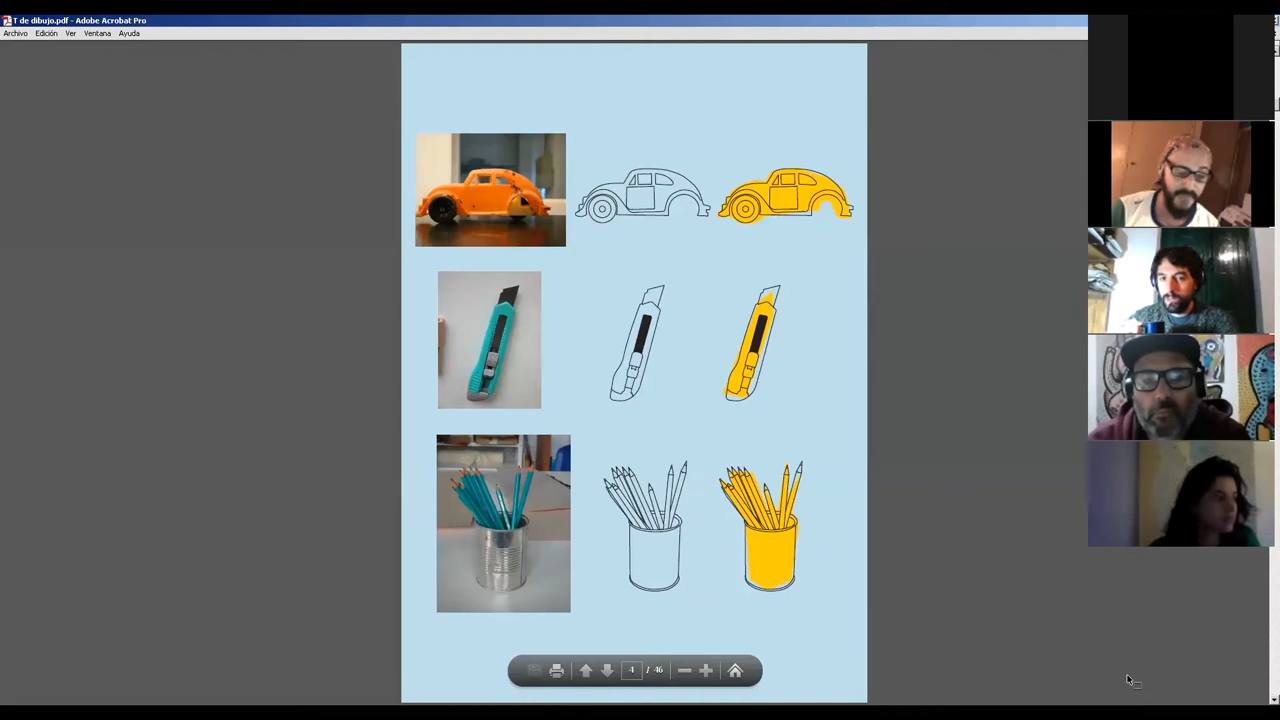 T de dibujo.pdf - Adobe Acrobat Pro
Archivo Edición Ver Ventana Ayuda
4 / 46